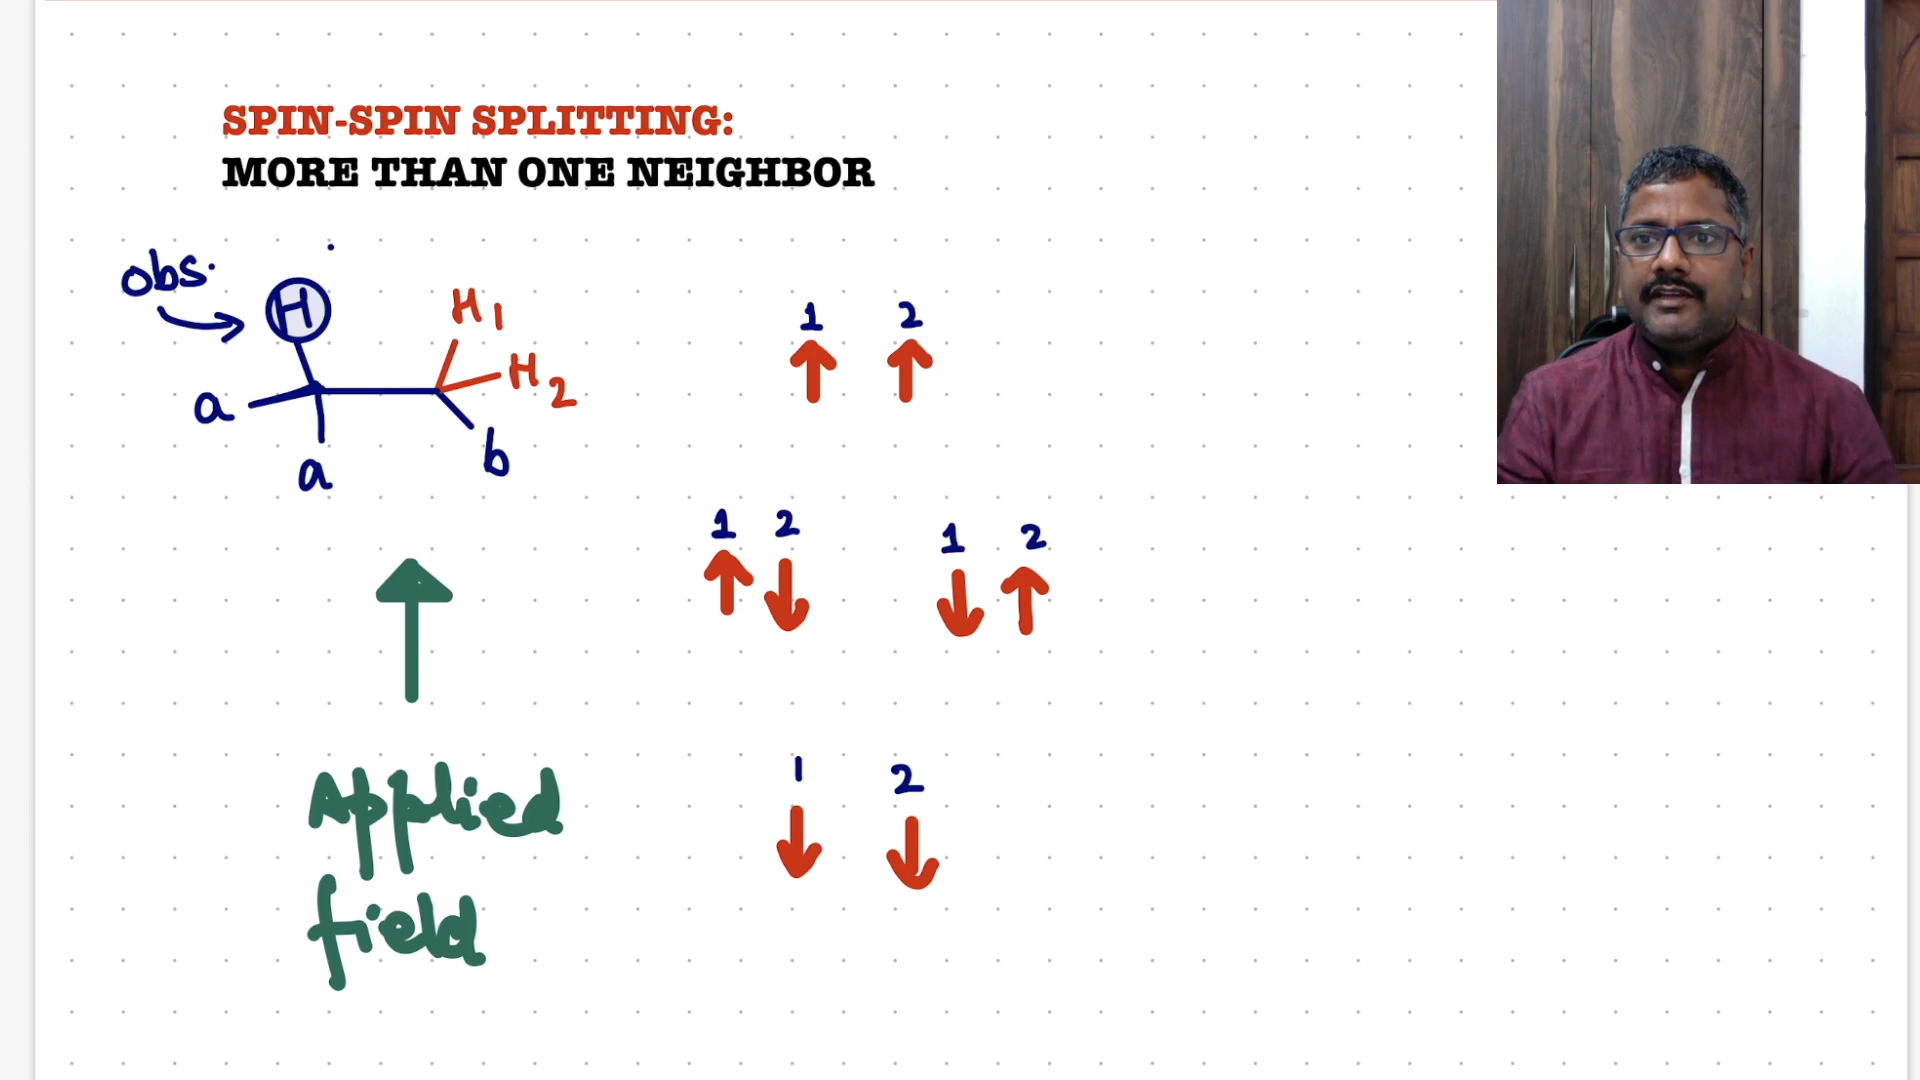 SPIN-SPIN SPLITTING:
MORE THAN ONE NEIGHBOR
obs.
H
H1
H2
a
a
b
1 2
1 2 1 2
1 2
Applied
field